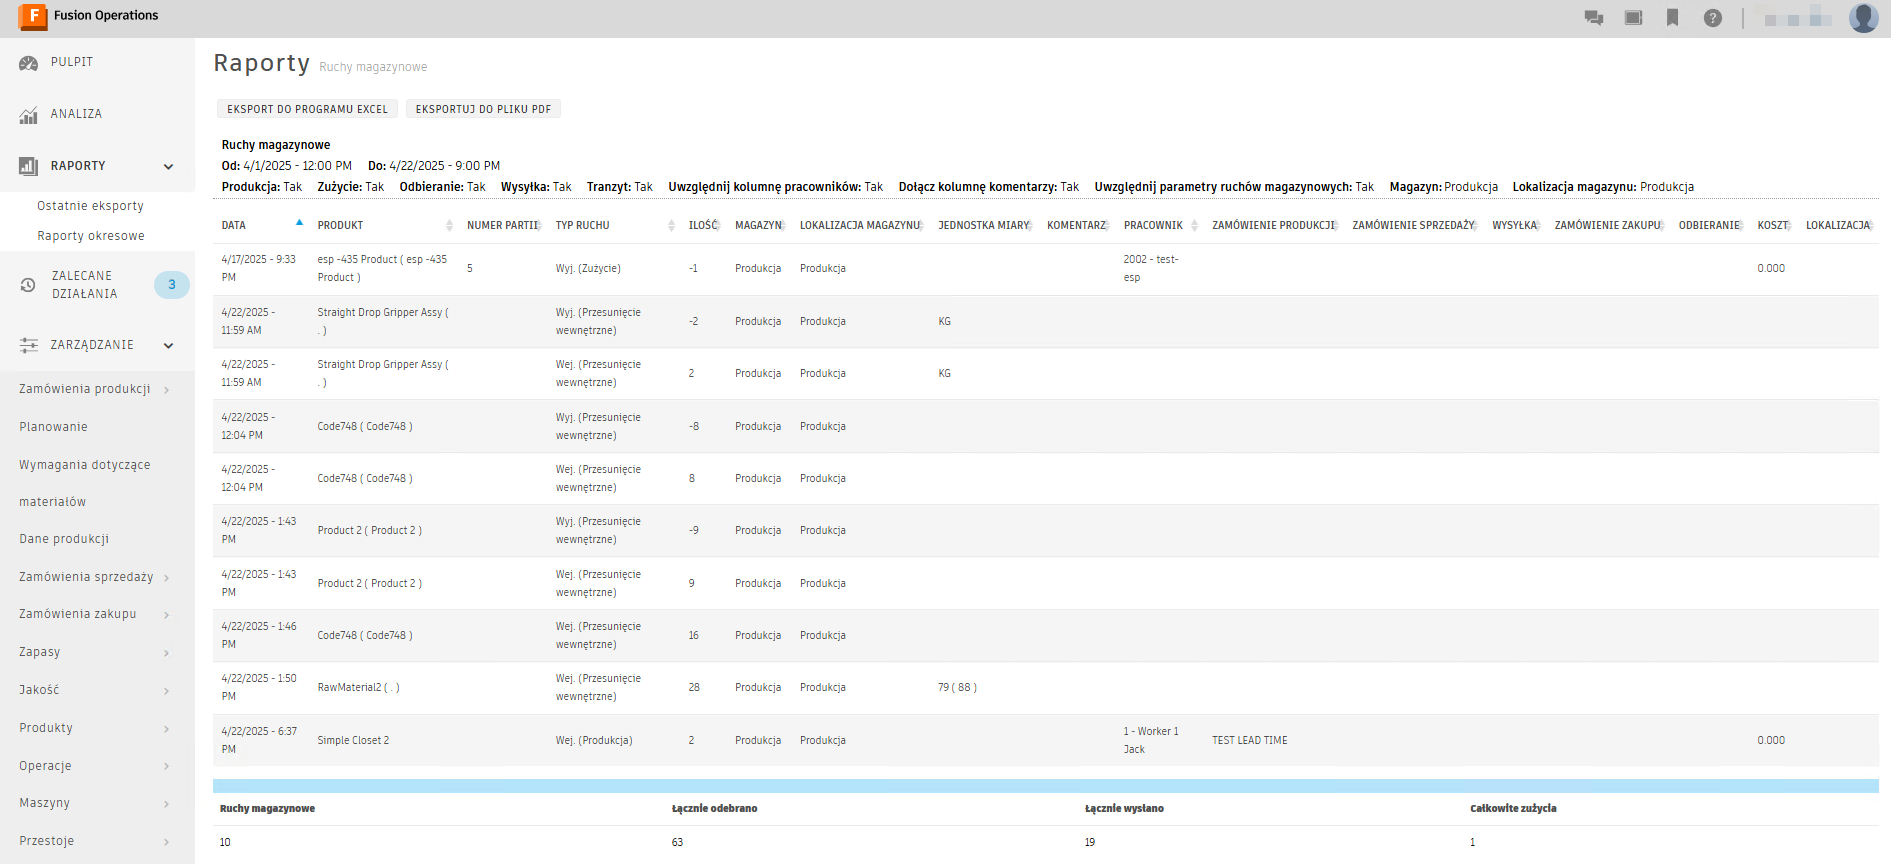 F Fusion Operations
?
PULPIT
ANALIZA
RAPORTY
Ostatnie eksporty
Raporty okresowe
ZALECANE
DZIAŁANIA
3
ZARZĄDZANIE
Zamówienia produkcji
Planowanie
Wymagania dotyczące
materiałów
Dane produkcji
Zamówienia sprzedaży
Zamówienia zakupu
Zapasy
Jakość
Produkty
Operacje
Maszyny
Przestoje
Raporty Ruchy magazynowe
EKSPORT DO PROGRAMU EXCEL EKSPORTUJ DO PLIKU PDF
Ruchy magazynowe
Od: 4/1/2025 - 12:00 PM Do: 4/22/2025 - 9:00 PM
Produkcja: Tak Zużycie: Tak Odbieranie: Tak Wysyłka: Tak Tranzyt: Tak Uwzględnij kolumnę pracowników: Tak Dołącz kolumnę komentarzy: Tak Uwzględnij parametry ruchów magazynowych: Tak Magazyn: Produkcja Lokalizacja magazynu: Produkcja
DATA PRODUKT NUMER PARTII TYP RUCHU ILOŚĆ MAGAZYN LOKALIZACJA MAGAZYNU JEDNOSTKA MIARY KOMENTARZ PRACOWNIK ZAMÓWIENIE PRODUKCJI ZAMÓWIENIE SPRZEDAŻY WYSYŁKA ZAMÓWIENIE ZAKUPU ODBIERANIE KOSZT LOKALIZACJA
4/17/2025 - 9:33 esp -435 Product ( esp -435 2002 - test-
5 Wyj. (Zużycie) -1 Produkcja Produkcja 0.000
PM Product ) esp
4/22/2025 - Straight Drop Gripper Assy ( Wyj. (Przesunięcie
-2 Produkcja Produkcja KG
11:59 AM . ) wewnętrzne)
4/22/2025 - Straight Drop Gripper Assy ( Wej. (Przesunięcie
2 Produkcja Produkcja KG
11:59 AM . ) wewnętrzne)
4/22/2025 - Wyj. (Przesunięcie
Code748 ( Code748 ) -8 Produkcja Produkcja
12:04 PM wewnętrzne)
4/22/2025 - Wej. (Przesunięcie
Code748 ( Code748 ) 8 Produkcja Produkcja
12:04 PM wewnętrzne)
4/22/2025 - 1:43 Wyj. (Przesunięcie
Product 2 ( Product 2 ) -9 Produkcja Produkcja
PM wewnętrzne)
4/22/2025 - 1:43 Wej. (Przesunięcie
Product 2 ( Product 2 ) 9 Produkcja Produkcja
PM wewnętrzne)
4/22/2025 - 1:46 Wej. (Przesunięcie
Code748 ( Code748 ) 16 Produkcja Produkcja
PM wewnętrzne)
4/22/2025 - 1:50 Wej. (Przesunięcie
RawMaterial2 ( . ) 28 Produkcja Produkcja 79 ( 88 )
PM wewnętrzne)
4/22/2025 - 6:37 1 - Worker 1
Simple Closet 2 Wej. (Produkcja) 2 Produkcja Produkcja TEST LEAD TIME 0.000
PM Jack
Ruchy magazynowe Łącznie odebrano Łącznie wysłano Całkowite zużycia
10 63 19 1